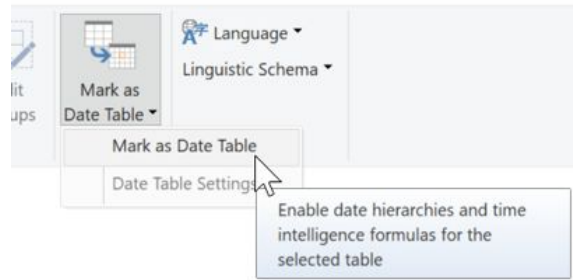 Language
Linguistic Schema
lit
ups
Mark as
Date Table
Mark as Date Table
Date Table Settings
Enable date hierarchies and time
intelligence formulas for the
selected table